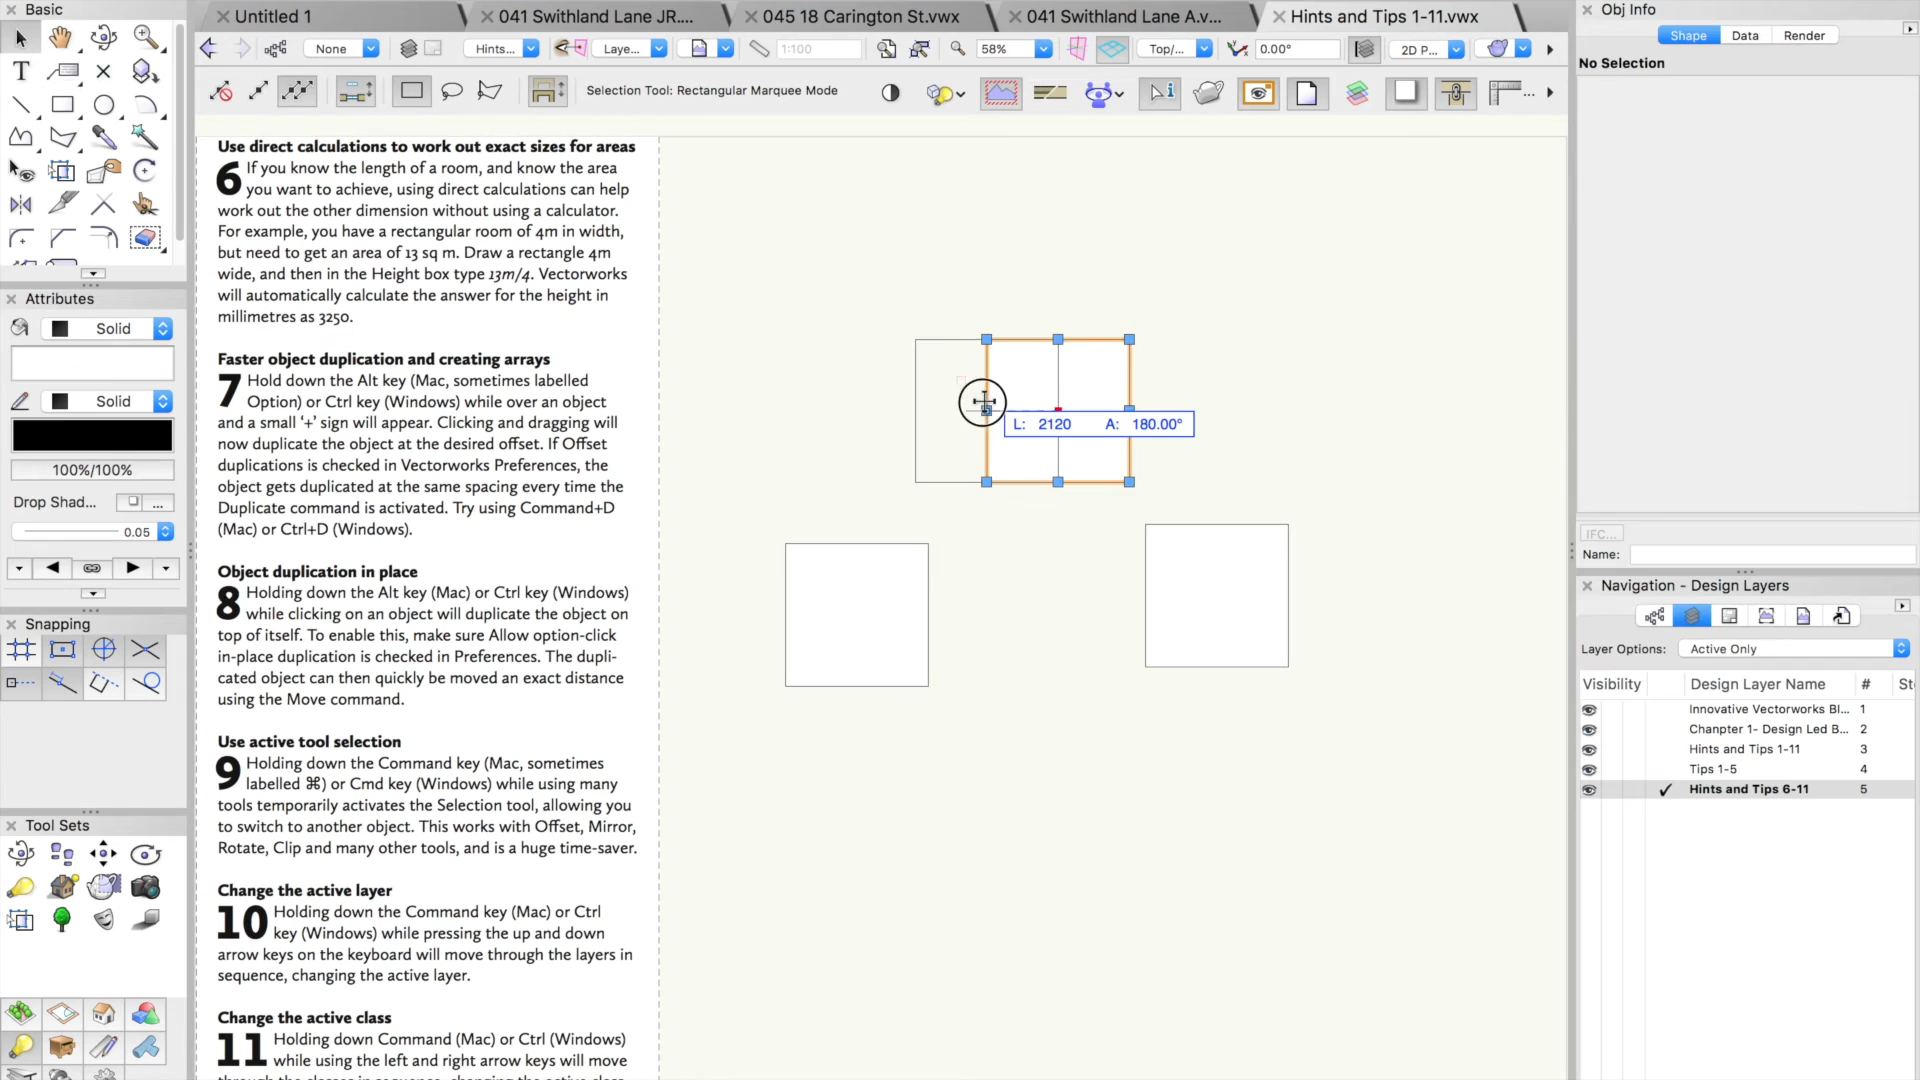 Basic
Untitled 1
041 Swithland Lane JR....
045 18 Carington St.vwx
041 Swithland Lane A.v...
Hints and Tips 1-11.vwx
Obj Info
None
Hints...
Laye...
1:100
58%
Top/...
0.00°
2D P...
Shape
Data
Render
No Selection
Selection Tool: Rectangular Marquee Mode
Use direct calculations to work out exact sizes for areas
6 If you know the length of a room, and know the area
you want to achieve, using direct calculations can help
work out the other dimension without using a calculator.
For example, you have a rectangular room of 4m in width,
but need to get an area of 13 sq m. Draw a rectangle 4m
wide, and then in the Height box type 13m/4. Vectorworks
will automatically calculate the answer for the height in
millimetres as 3250.
Faster object duplication and creating arrays
7 Hold down the Alt key (Mac, sometimes labelled
Option) or Ctrl key (Windows) while over an object
and a small ‘+’ sign will appear. Clicking and dragging will
now duplicate the object at the desired offset. If Offset
duplications is checked in Vectorworks Preferences, the
object gets duplicated at the same spacing every time the
Duplicate command is activated. Try using Command+D
(Mac) or Ctrl+D (Windows).
Object duplication in place
8 Holding down the Alt key (Mac) or Ctrl key (Windows)
while clicking on an object will duplicate the object on
top of itself. To enable this, make sure Allow option-click
in-place duplication is checked in Preferences. The dupli-
cated object can then quickly be moved an exact distance
using the Move command.
Use active tool selection
9 Holding down the Command key (Mac, sometimes
labelled ⌘) or Cmd key (Windows) while using many
tools temporarily activates the Selection tool, allowing you
to switch to another object. This works with Offset, Mirror,
Rotate, Clip and many other tools, and is a huge time-saver.
Change the active layer
10 Holding down the Command key (Mac) or Ctrl
key (Windows) while pressing the up and down
arrow keys on the keyboard will move through the layers in
sequence, changing the active layer.
Change the active class
11 Holding down Command (Mac) or Ctrl (Windows)
while using the left and right arrow keys will move
through the classes in sequence, changing the active class.
L: 2120 A: 180.00°
Attributes
Solid
Solid
100%/100%
Drop Shad...
...
0.05
Snapping
Tool Sets
IFC...
Name:
Navigation - Design Layers
Layer Options: Active Only
Visibility Design Layer Name # St
Innovative Vectorworks BI... 1
Chanpter 1- Design Led B... 2
Hints and Tips 1-11 3
Tips 1-5 4
✓ Hints and Tips 6-11 5